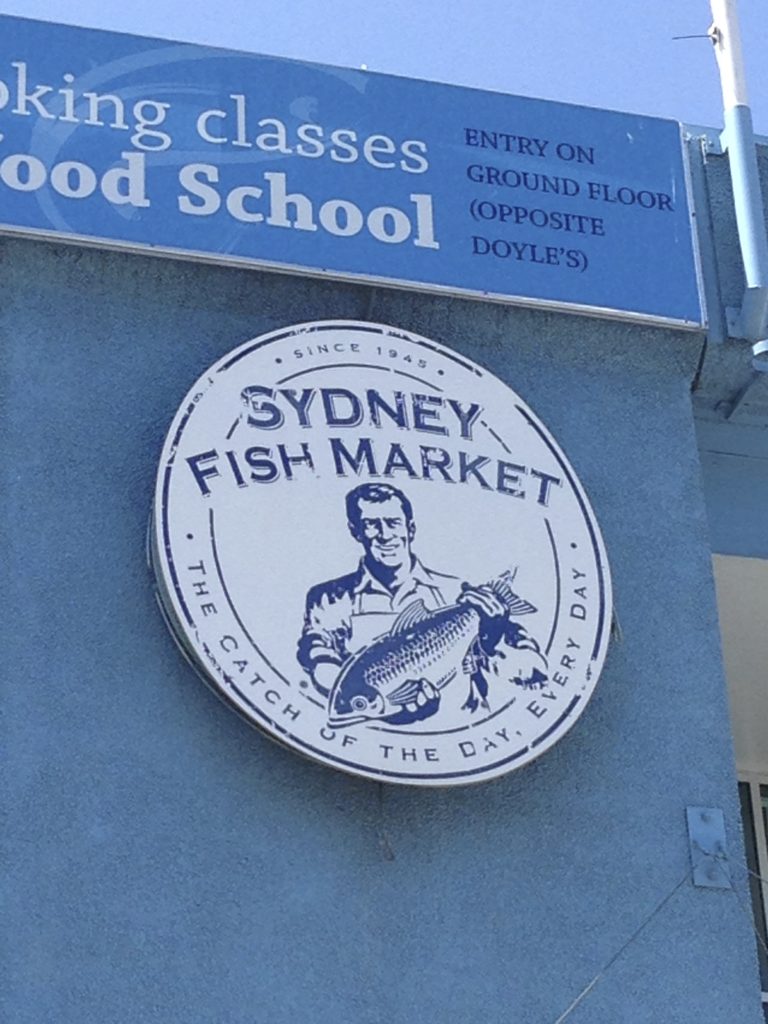 oking classes
food School
ENTRY ON
GROUND FLOOR
(OPPOSITE
DOYLE'S)
• SINCE 1945 •
SYDNEY
FISH MARKET
• THE CATCH OF THE DAY, EVERY DAY •